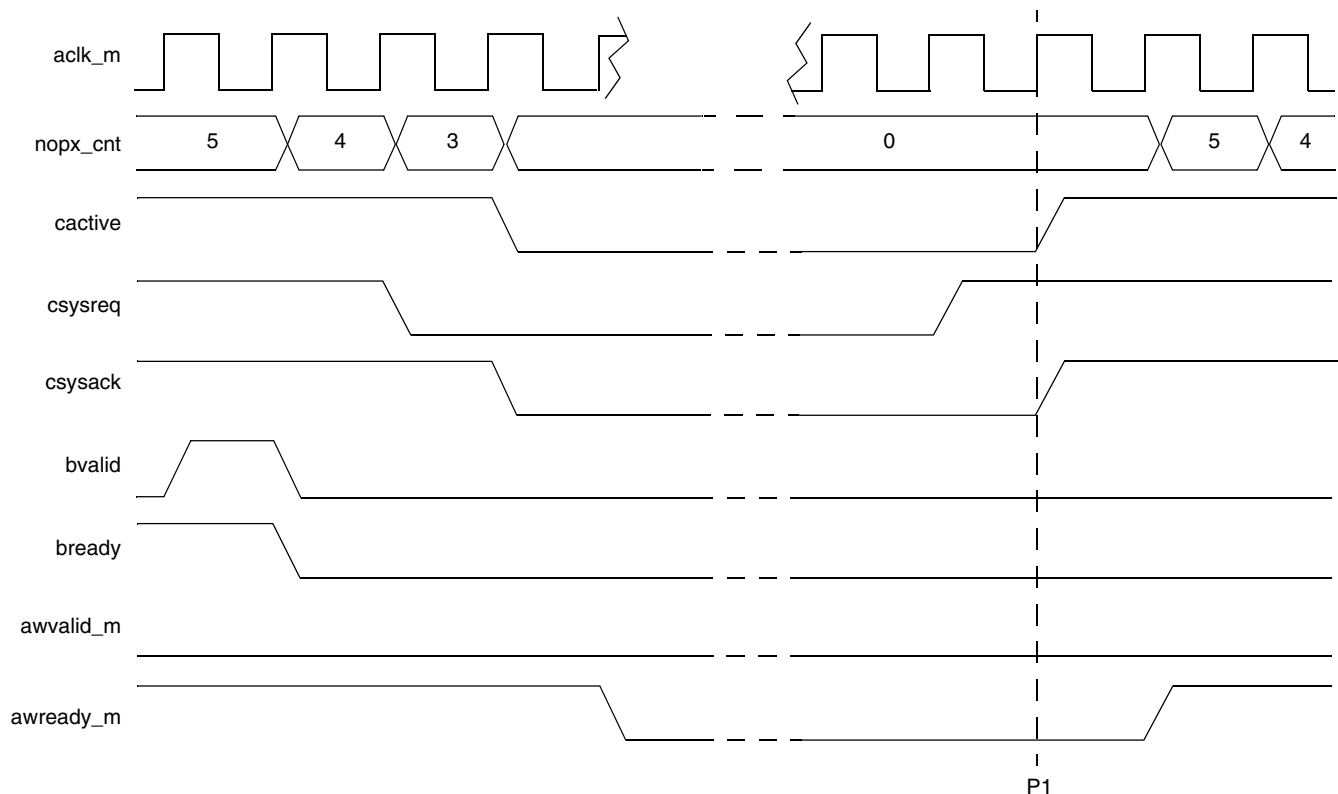 aclk_m
nopx_cnt 5 4 3 0 5 4
cactive
csysreq
csysack
bvalid
bready
awvalid_m
awready_m
P1